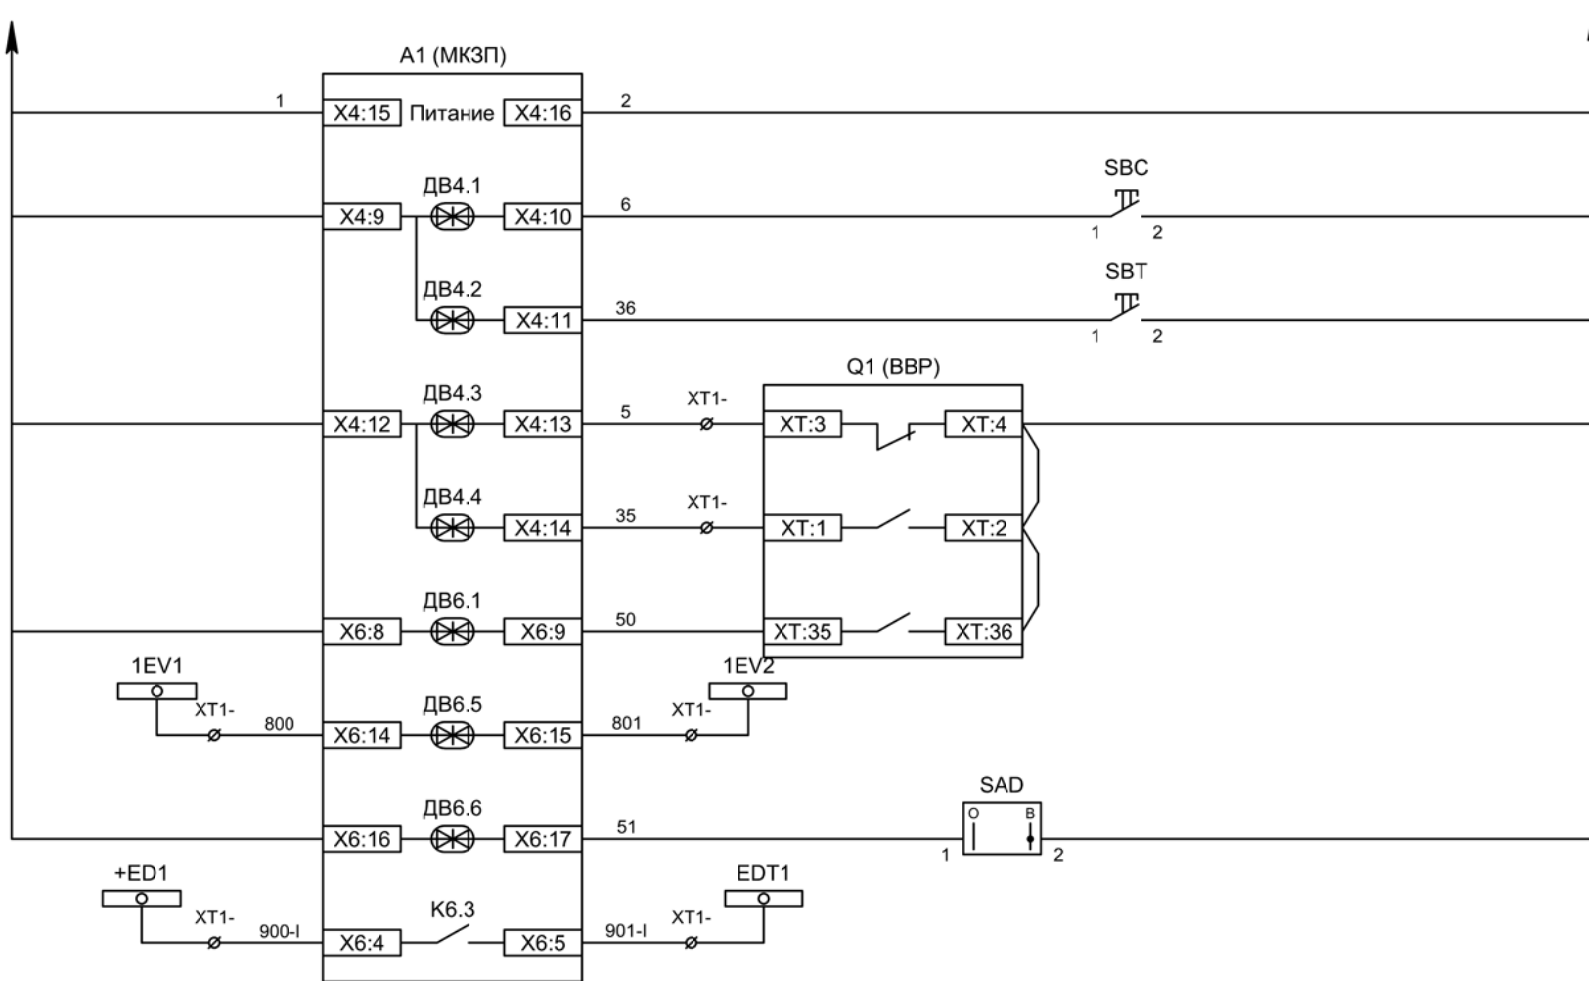 А1 (МКЗП)
1 X4:15 Питание X4:16 2
SBC
ДВ4.1
X4:9 X4:10 6
1 2
SBT
ДВ4.2
X4:11 36
1 2
Q1 (ВВР)
ДВ4.3 XT1-
X4:12 X4:13 5 XT:3 XT:4
ДВ4.4 XT1-
X4:14 35 XT:1 XT:2
ДВ6.1
X6:8 X6:9 50 XT:35 XT:36
1EV1 1EV2
XT1- 800 ДВ6.5 801 XT1-
X6:14 X6:15
SAD
ДВ6.6 О В
X6:16 X6:17 51
1 2
+ED1 EDT1
XT1- 900-I К6.3 901-I XT1-
X6:4 X6:5